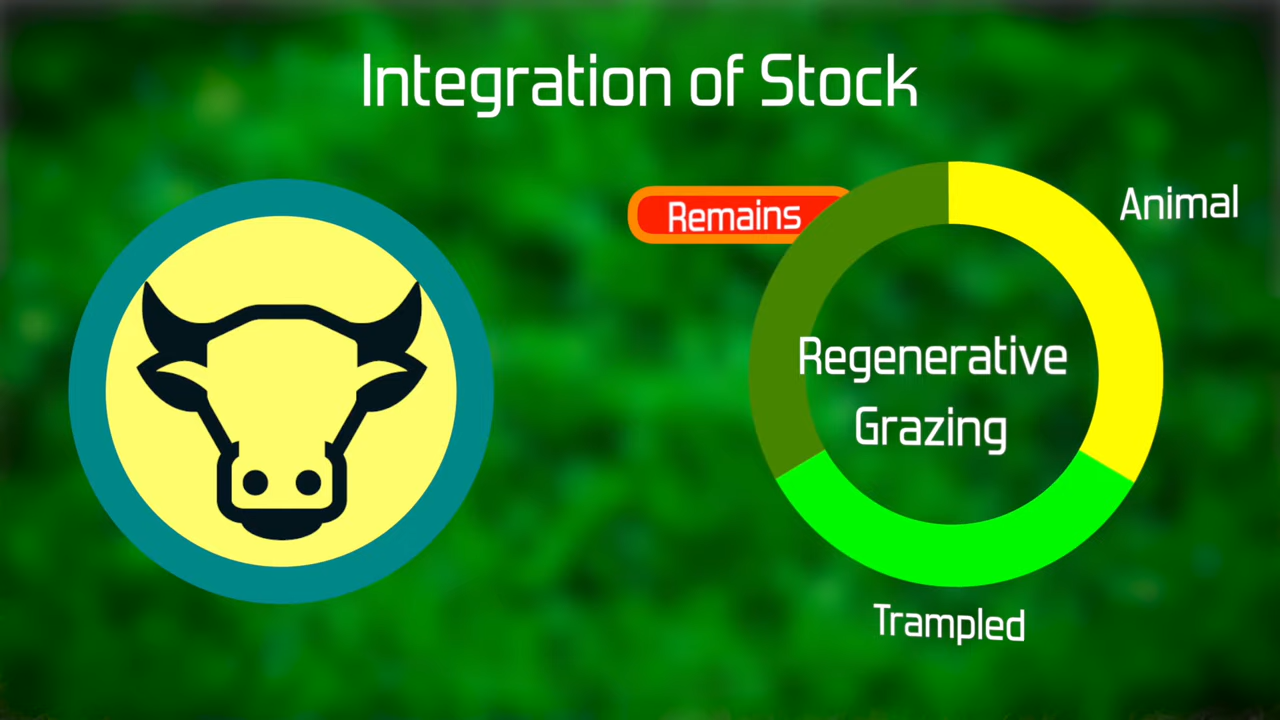 Integration of Stock
Remains
Animal
Regenerative
Grazing
Trampled